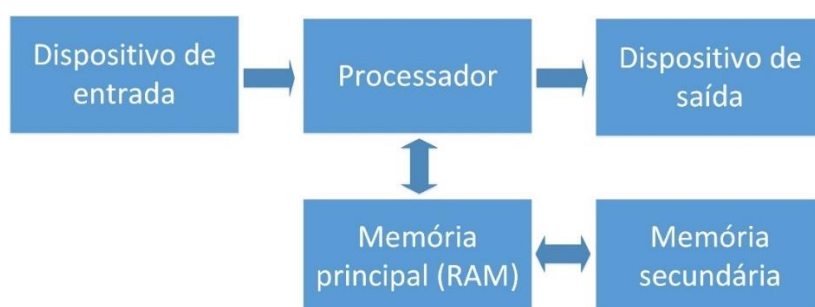 Dispositivo de
entrada
Processador
Dispositivo de
saída
Memória
principal (RAM)
Memória
secundária